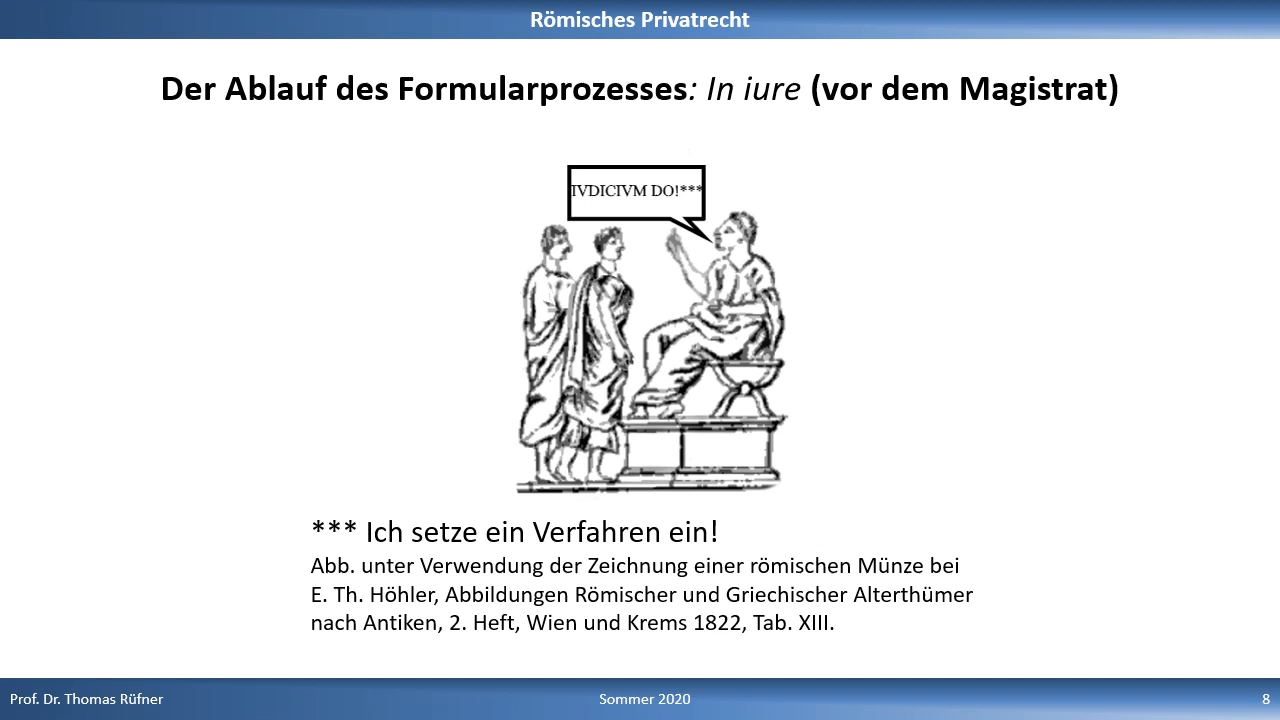 Römisches Privatrecht
Der Ablauf des Formularprozesses: In iure (vor dem Magistrat)
IVDICIVM DO!***
*** Ich setze ein Verfahren ein!
Abb. unter Verwendung der Zeichnung einer römischen Münze bei
E. Th. Höhler, Abbildungen Römischer und Griechischer Alterthümer
nach Antiken, 2. Heft, Wien und Krems 1822, Tab. XIII.
Prof. Dr. Thomas Rüfner
Sommer 2020
8